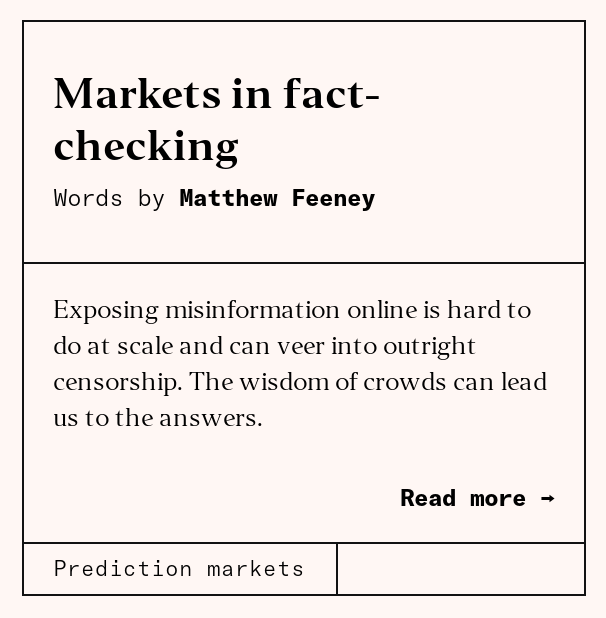 Markets in fact-
checking
Words by Matthew Feeney
Exposing misinformation online is hard to
do at scale and can veer into outright
censorship. The wisdom of crowds can lead
us to the answers.
Read more →
Prediction markets